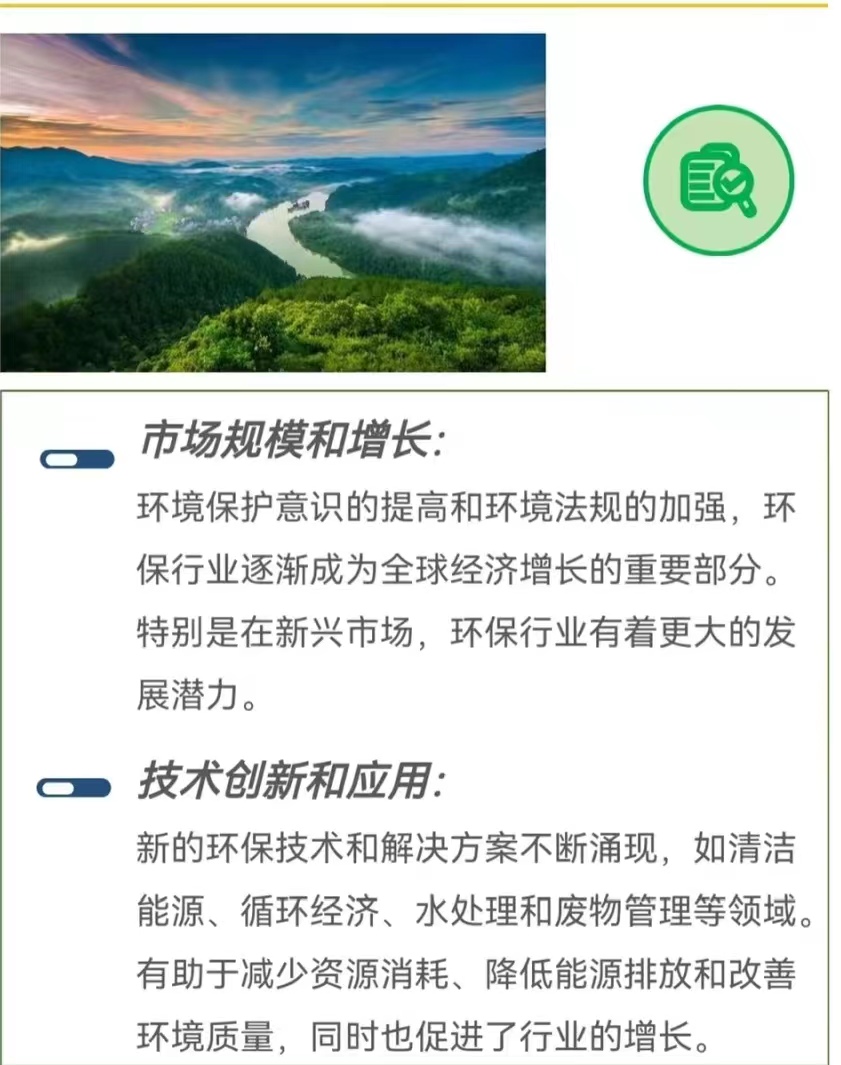 市场规模和增长：
环境保护意识的提高和环境法规的加强，环
保行业逐渐成为全球经济增长的重要部分。
特别是在新兴市场，环保行业有着更大的发
展潜力。
技术创新和应用：
新的环保技术和解决方案不断涌现，如清洁
能源、循环经济、水处理和废物管理等领域。
有助于减少资源消耗、降低能源排放和改善
环境质量，同时也促进了行业的增长。